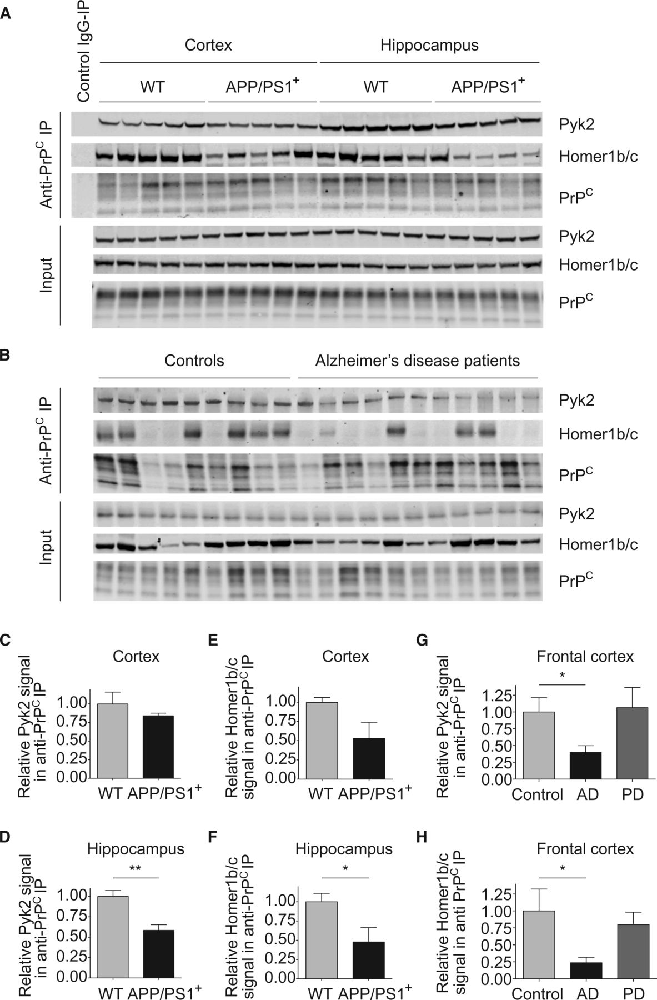 A
Control IgG-IP
Cortex
Hippocampus
WT
APP/PS1+
WT
APP/PS1+
Anti-PrPC IP
Pyk2
Homer1b/c
PrPC
Input
Pyk2
Homer1b/c
PrPC
B
Controls
Alzheimer's disease patients
Anti-PrPC IP
Pyk2
Homer1b/c
PrPC
Input
Pyk2
Homer1b/c
PrPC
C
Cortex
Relative Pyk2 signal
in anti-PrPC IP
1.00
0.75
0.50
0.25
0.00
WT APP/PS1+
E
Cortex
Relative Homer1b/c
signal in anti-PrPC IP
1.00
0.75
0.50
0.25
0.00
WT APP/PS1+
G
Frontal cortex
*
Relative Pyk2 signal
in anti-PrPC IP
1.25
1.00
0.75
0.50
0.25
0.00
Control AD PD
D
Hippocampus
**
Relative Pyk2 signal
in anti-PrPC IP
1.00
0.75
0.50
0.25
0.00
WT APP/PS1+
F
Hippocampus
*
Relative Homer1b/c
signal in anti-PrPC IP
1.00
0.75
0.50
0.25
0.00
WT APP/PS1+
H
Frontal cortex
*
Relative Homer1b/c
signal in anti PrPC IP
1.25
1.00
0.75
0.50
0.25
0.00
Control AD PD